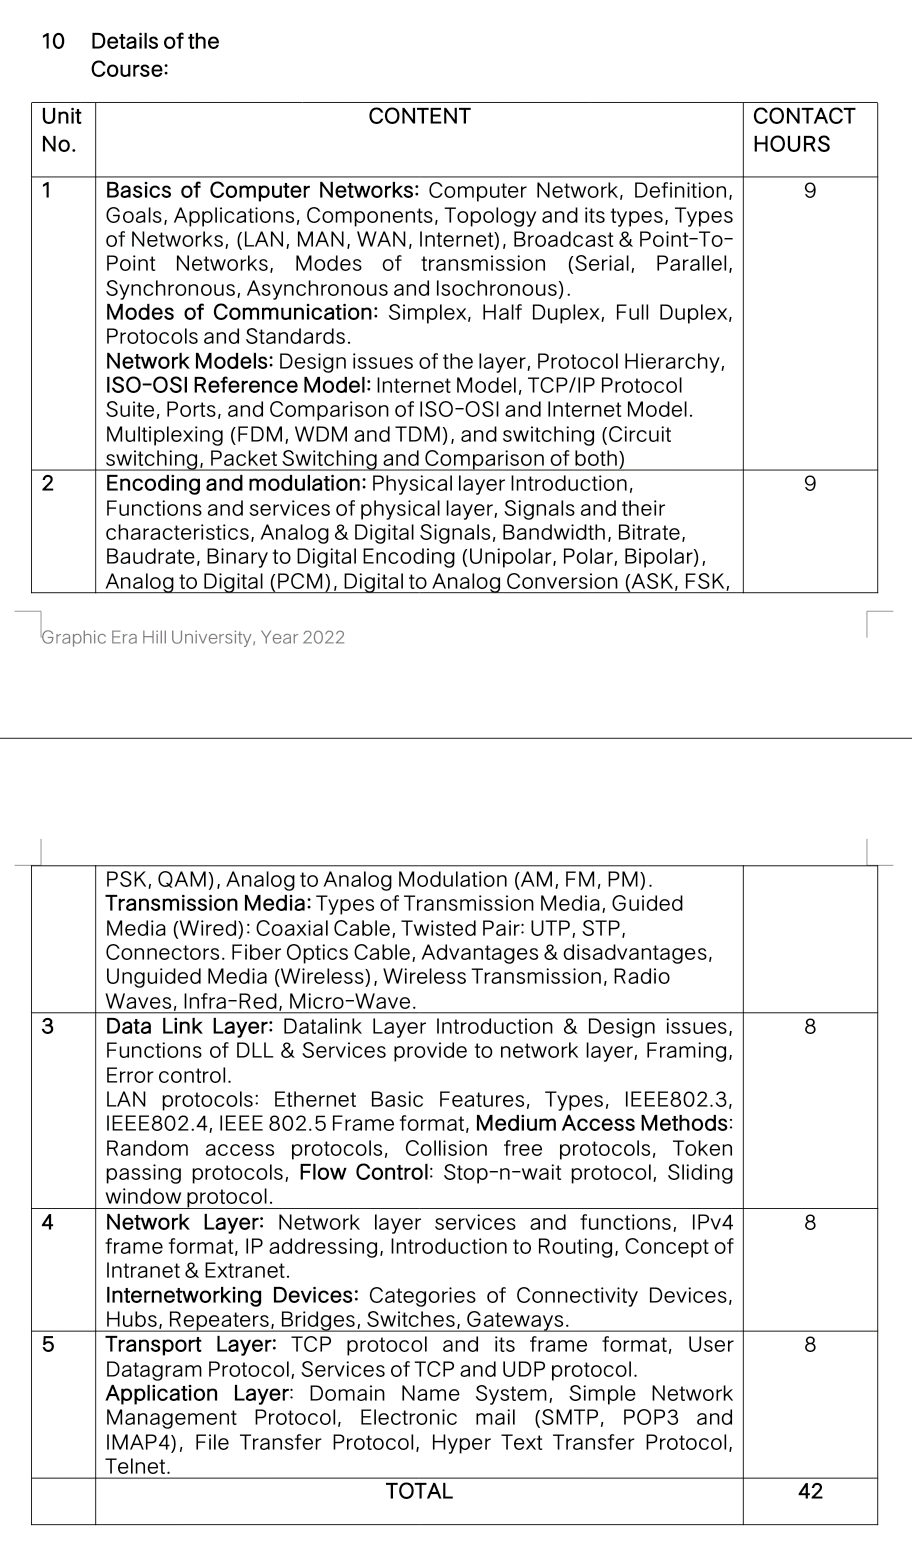 10 Details of the
Course:
Unit No. CONTENT CONTACT HOURS
1 Basics of Computer Networks: Computer Network, Definition, 9
Goals, Applications, Components, Topology and its types, Types
of Networks, (LAN, MAN, WAN, Internet), Broadcast & Point-To-
Point Networks, Modes of transmission (Serial, Parallel,
Synchronous, Asynchronous and Isochronous).
Modes of Communication: Simplex, Half Duplex, Full Duplex,
Protocols and Standards.
Network Models: Design issues of the layer, Protocol Hierarchy,
ISO-OSI Reference Model: Internet Model, TCP/IP Protocol
Suite, Ports, and Comparison of ISO-OSI and Internet Model.
Multiplexing (FDM, WDM and TDM), and switching (Circuit
switching, Packet Switching and Comparison of both)
2 Encoding and modulation: Physical layer Introduction, 9
Functions and services of physical layer, Signals and their
characteristics, Analog & Digital Signals, Bandwidth, Bitrate,
Baudrate, Binary to Digital Encoding (Unipolar, Polar, Bipolar),
Analog to Digital (PCM), Digital to Analog Conversion (ASK, FSK,
Graphic Era Hill University, Year 2022
PSK, QAM), Analog to Analog Modulation (AM, FM, PM).
Transmission Media: Types of Transmission Media, Guided
Media (Wired): Coaxial Cable, Twisted Pair: UTP, STP,
Connectors. Fiber Optics Cable, Advantages & disadvantages,
Unguided Media (Wireless), Wireless Transmission, Radio
Waves, Infra-Red, Micro-Wave.
3 Data Link Layer: Datalink Layer Introduction & Design issues, 8
Functions of DLL & Services provide to network layer, Framing,
Error control.
LAN protocols: Ethernet Basic Features, Types, IEEE802.3,
IEEE802.4, IEEE 802.5 Frame format, Medium Access Methods:
Random access protocols, Collision free protocols, Token
passing protocols, Flow Control: Stop-n-wait protocol, Sliding
window protocol.
4 Network Layer: Network layer services and functions, IPv4 8
frame format, IP addressing, Introduction to Routing, Concept of
Intranet & Extranet.
Internetworking Devices: Categories of Connectivity Devices,
Hubs, Repeaters, Bridges, Switches, Gateways.
5 Transport Layer: TCP protocol and its frame format, User 8
Datagram Protocol, Services of TCP and UDP protocol.
Application Layer: Domain Name System, Simple Network
Management Protocol, Electronic mail (SMTP, POP3 and
IMAP4), File Transfer Protocol, Hyper Text Transfer Protocol,
Telnet.
TOTAL 42